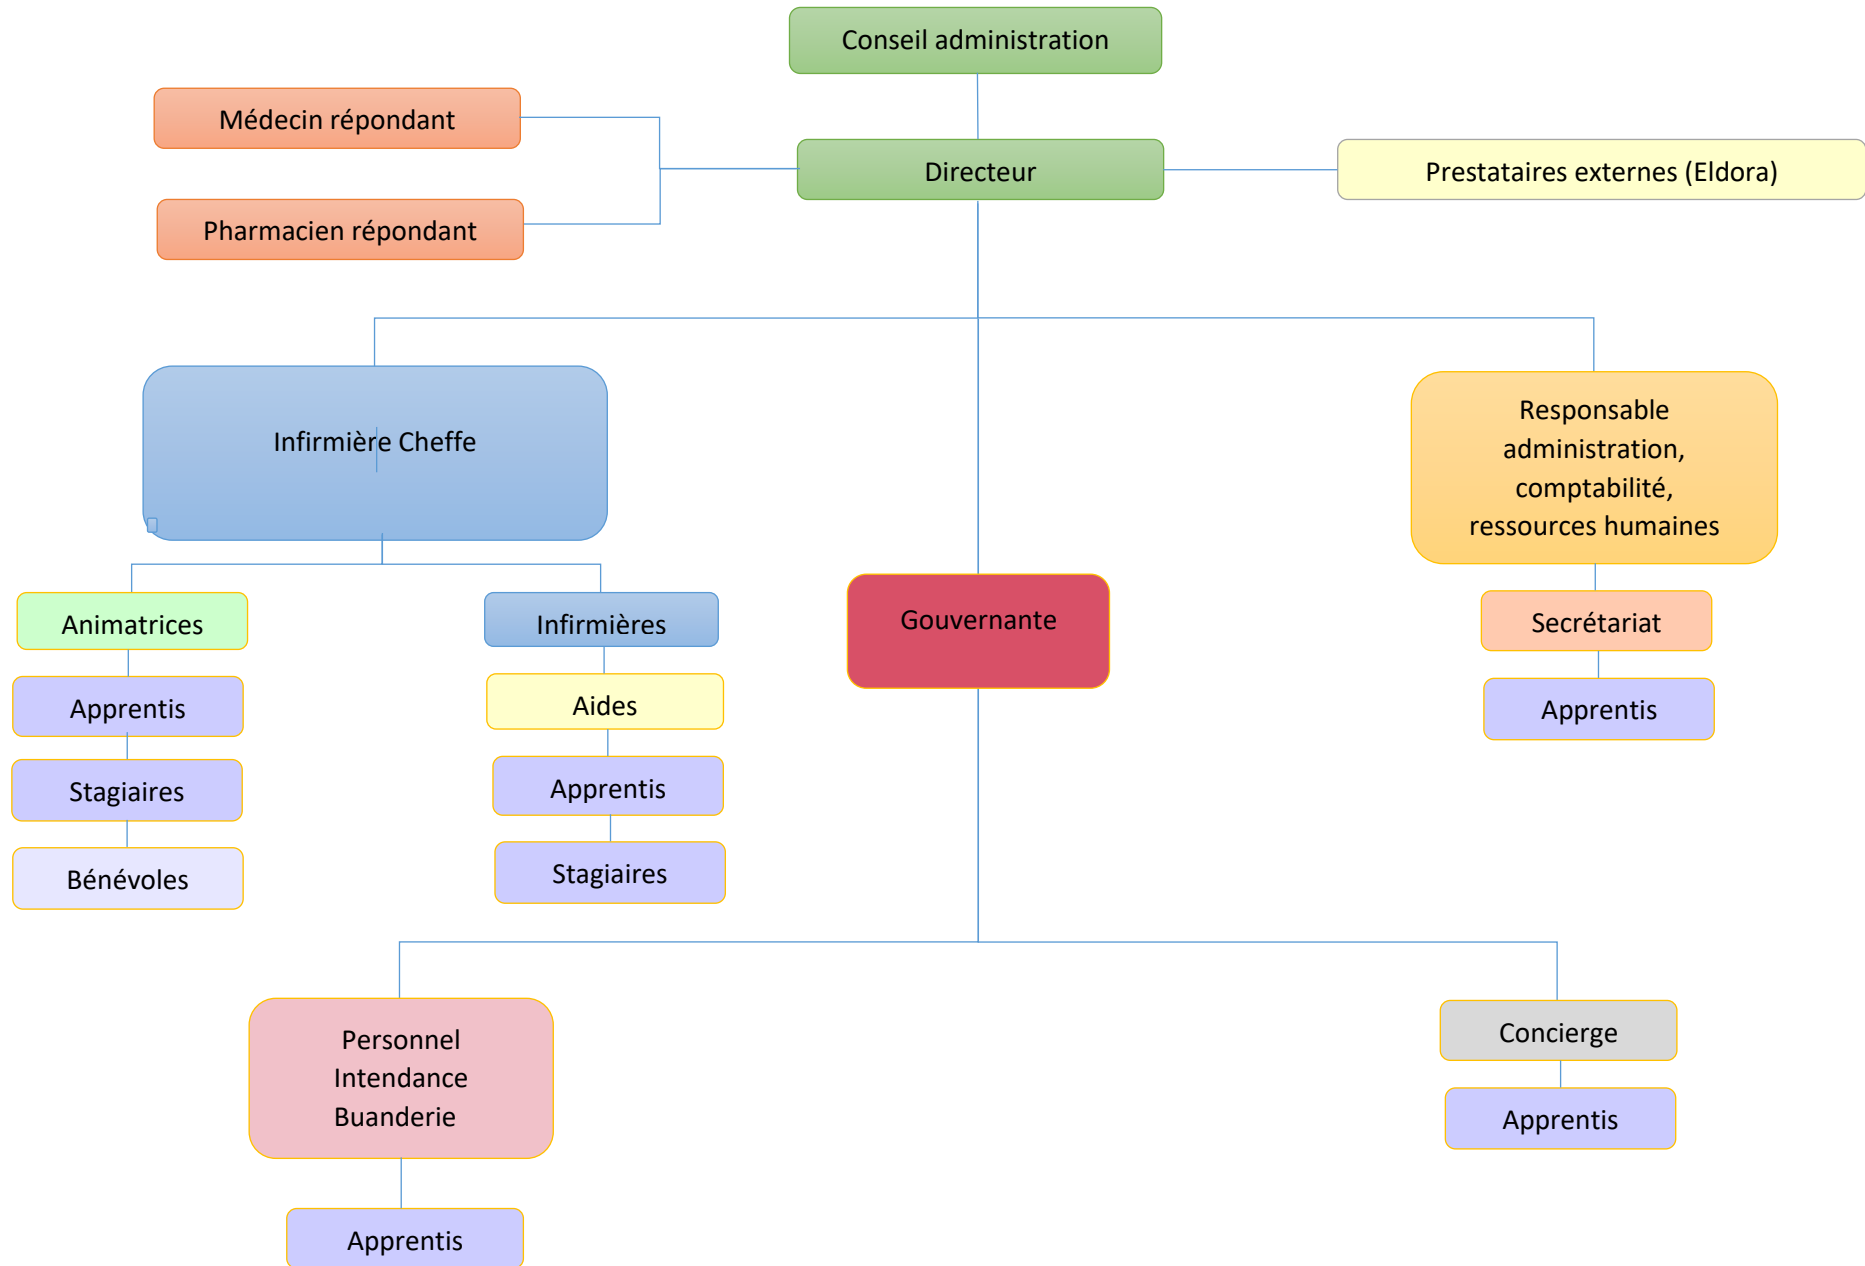 Conseil administration
Médecin répondant
Directeur
Prestataires externes (Eldora)
Pharmacien répondant
Infirmière Cheffe
Responsable
administration,
comptabilité,
ressources humaines
Animatrices
Infirmières
Gouvernante
Secrétariat
Apprentis
Aides
Apprentis
Stagiaires
Apprentis
Bénévoles
Stagiaires
Personnel
Intendance
Buanderie
Concierge
Apprentis
Apprentis